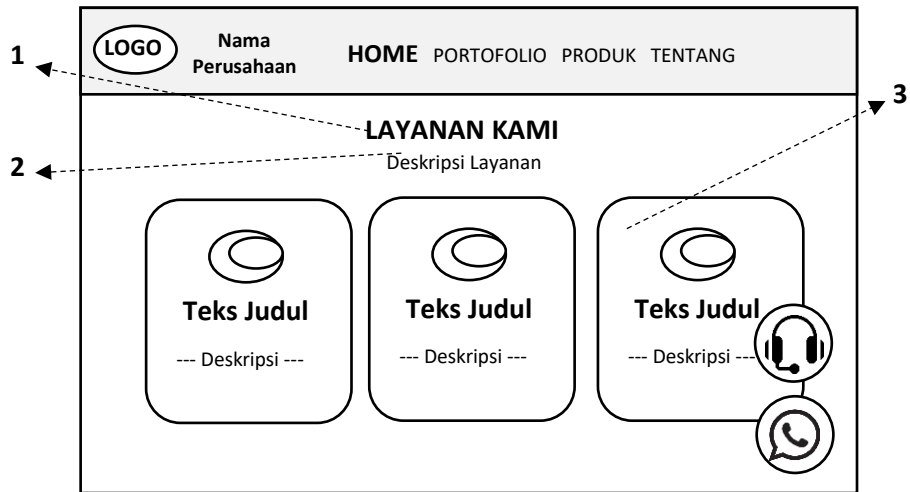 LOGO
Nama
Perusahaan
HOME PORTOFOLIO PRODUK TENTANG
1
3
LAYANAN KAMI
2
Deskripsi Layanan
Teks Judul
Teks Judul
Teks Judul
--- Deskripsi ---
--- Deskripsi ---
--- Deskripsi ---